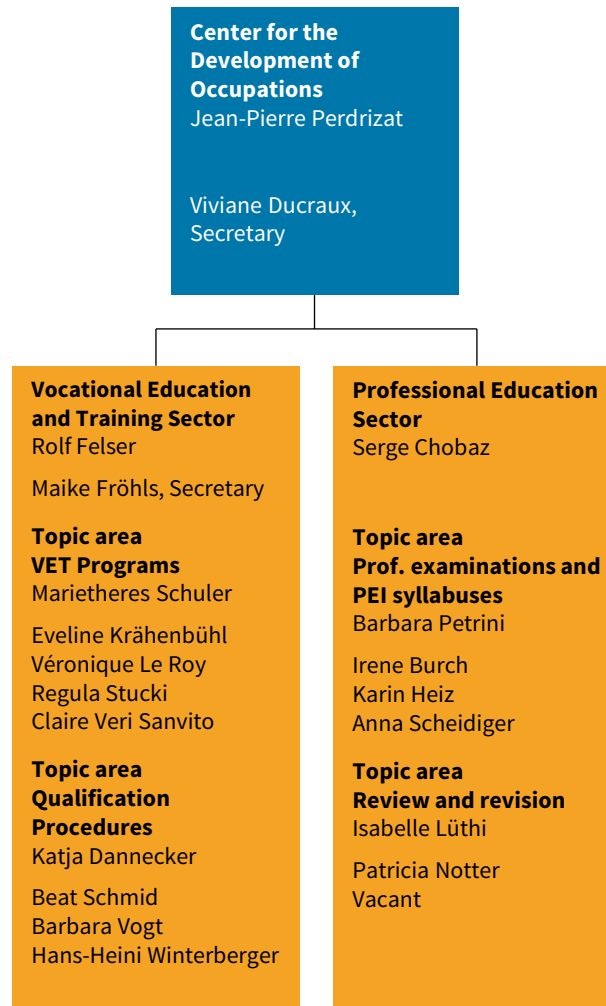 Center for the
Development of
Occupations
Jean-Pierre Perdrizat
Viviane Ducraux,
Secretary
Vocational Education
and Training Sector
Rolf Felser
Maike Fröhls, Secretary
Topic area
VET Programs
Marietheres Schuler
Eveline Krähenbühl
Véronique Le Roy
Regula Stucki
Claire Veri Sanvito
Topic area
Qualification
Procedures
Katja Dannecker
Beat Schmid
Barbara Vogt
Hans-Heini Winterberger
Professional Education
Sector
Serge Chobaz
Topic area
Prof. examinations and
PEI syllabuses
Barbara Petrini
Irene Burch
Karin Heiz
Anna Scheidiger
Topic area
Review and revision
Isabelle Lüthi
Patricia Notter
Vacant